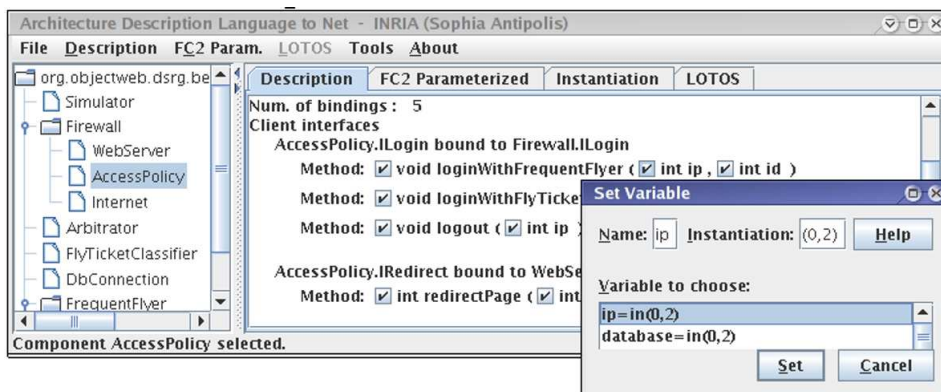 Architecture Description Language to Net - INRIA (Sophia Antipolis)
File Description FC2 Param. LOTOS Tools About
org.objectweb.dsrg.be
Simulator
Firewall
WebServer
AccessPolicy
Internet
Arbitrator
FlyTicketClassifier
DbConnection
FrequentFlyer
Description FC2 Parameterized Instantiation LOTOS
Num. of bindings : 5
Client interfaces
AccessPolicy.ILogin bound to Firewall.ILogin
Method: void loginWithFrequentFlyer ( int ip , int id )
Method: void loginWithFlyTicke
Method: void logout ( int ip )
AccessPolicy.IRedirect bound to WebSe
Method: int redirectPage ( int
Component AccessPolicy selected.
Set Variable
Name: ip Instantiation: (0,2) Help
Variable to choose:
ip=in(0,2)
database=in(0,2)
Set Cancel